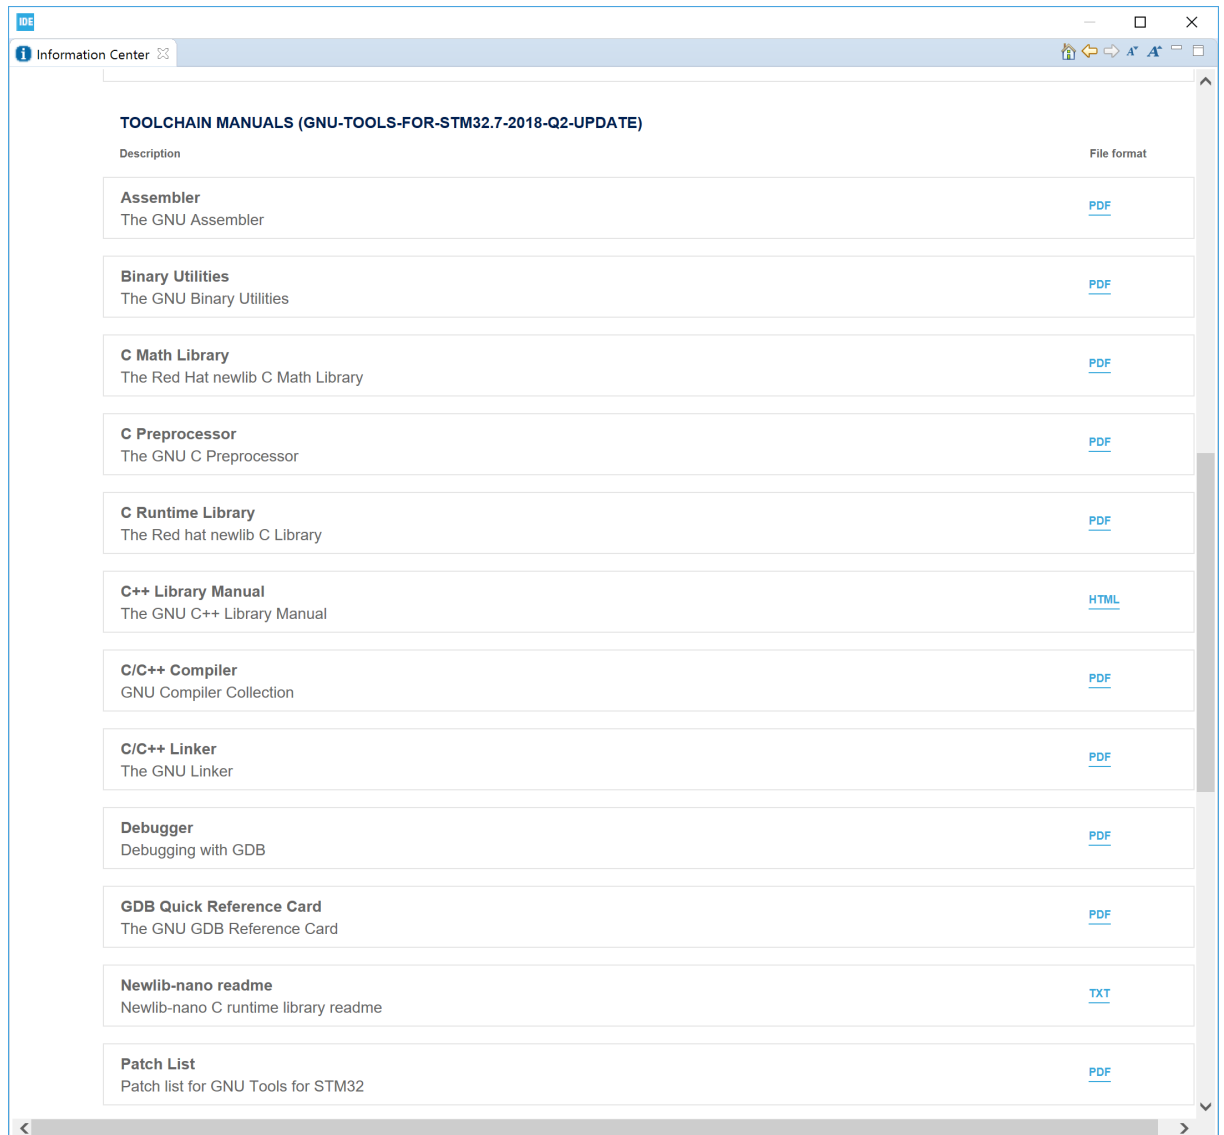 IDE
Information Center
TOOLCHAIN MANUALS (GNU-TOOLS-FOR-STM32.7-2018-Q2-UPDATE)
Description File format
Assembler
The GNU Assembler
PDF
Binary Utilities
The GNU Binary Utilities
PDF
C Math Library
The Red Hat newlib C Math Library
PDF
C Preprocessor
The GNU C Preprocessor
PDF
C Runtime Library
The Red hat newlib C Library
PDF
C++ Library Manual
The GNU C++ Library Manual
HTML
C/C++ Compiler
GNU Compiler Collection
PDF
C/C++ Linker
The GNU Linker
PDF
Debugger
Debugging with GDB
PDF
GDB Quick Reference Card
The GNU GDB Reference Card
PDF
Newlib-nano readme
Newlib-nano C runtime library readme
TXT
Patch List
Patch list for GNU Tools for STM32
PDF